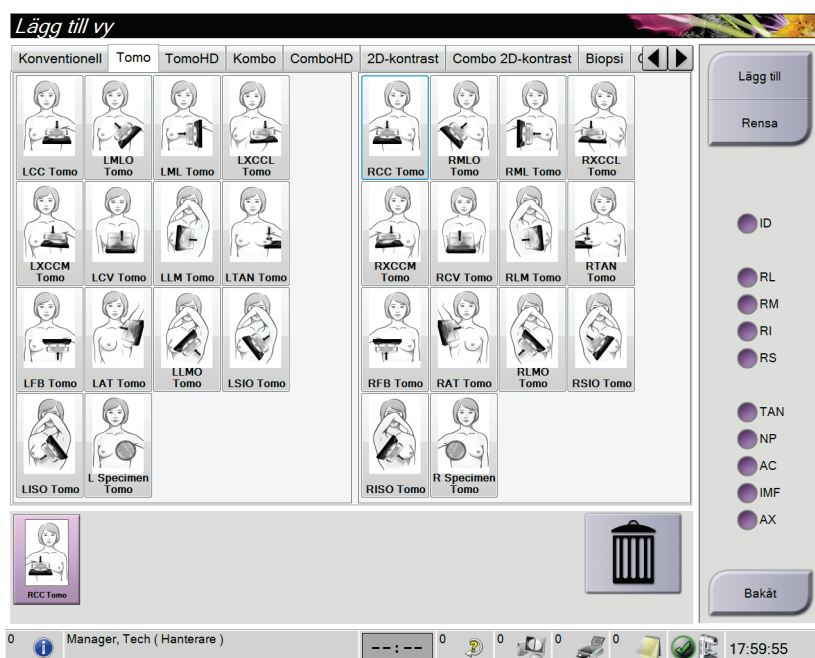 Lägg till vy
Konventionell Tomo TomoHD Kombo ComboHD 2D-kontrast Combo 2D-kontrast Biopsi
LCC Tomo
LMLO
Tomo
LML Tomo
LXCCL
Tomo
LXCCM
Tomo
LCV Tomo
LLM Tomo
LTAN Tomo
LFB Tomo
LAT Tomo
LLMO
Tomo
LSIO Tomo
LISO Tomo
L Specimen
Tomo
RCC Tomo
RMLO
Tomo
RML Tomo
RXCCL
Tomo
RXCCM
Tomo
RCV Tomo
RLM Tomo
RTAN
Tomo
RFB Tomo
RAT Tomo
RLMO
Tomo
RSIO Tomo
RISO Tomo
R Specimen
Tomo
RCC Tomo
Lägg till
Rensa
ID
RL
RM
RI
RS
TAN
NP
AC
IMF
AX
Bakåt
0 Manager, Tech ( Hanterare ) --:-- 0 0 0 0 17:59:55